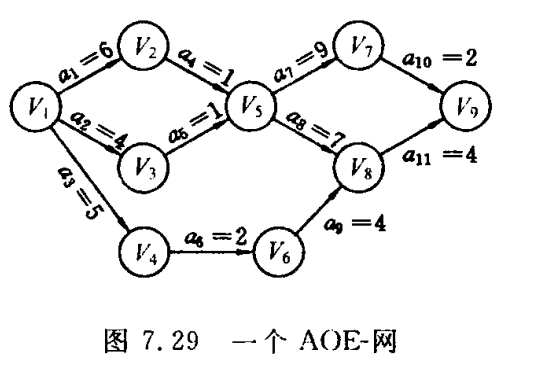 V₂
V₇
a₁=6
a₄=1
a₇=9
a₁₀=2
V₁
V₅
V₉
a₂=4
a₅=1
a₈=7
V₃
V₈
a₁₁=4
a₃=5
a₆=2
a₉=4
V₄
V₆
图 7.29 一个 AOE-网